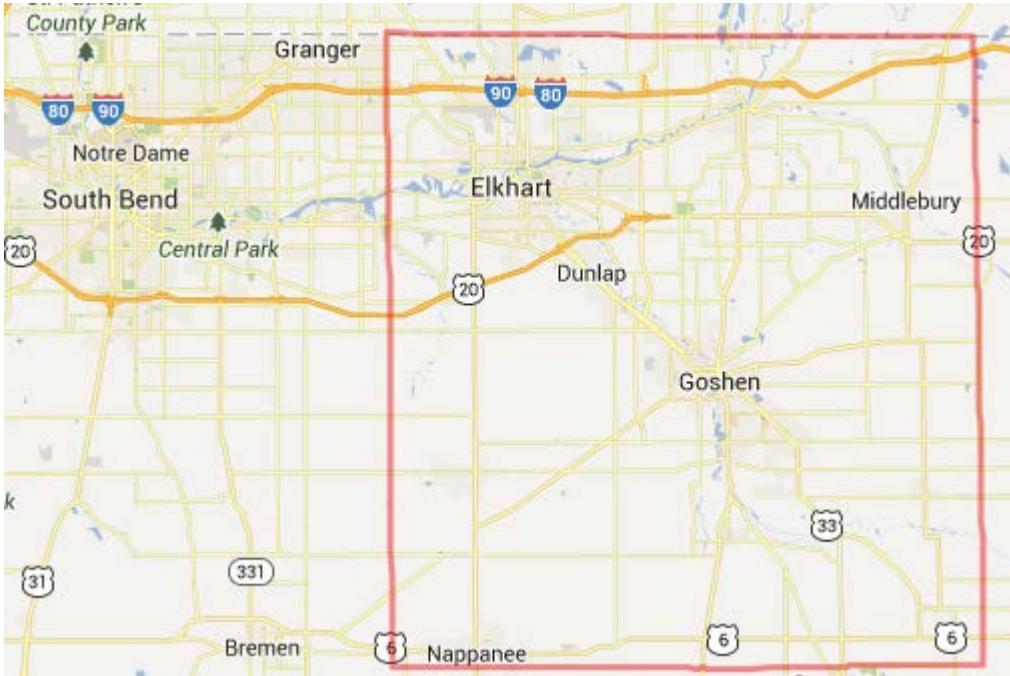 County Park
Granger
80
90
90
80
Notre Dame
Elkhart
South Bend
Middlebury
Central Park
20
20
Dunlap
20
Goshen
k
33
31
331
Bremen
6
Nappanee
6
6